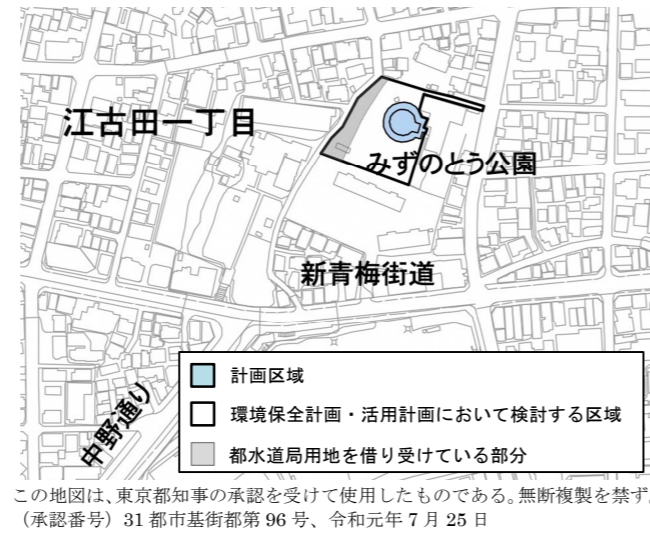 江古田一丁目
みずのとう公園
新青梅街道
中野通り
計画区域
環境保全計画・活用計画において検討する区域
都水道局用地を借り受けている部分
この地図は、東京都知事の承認を受けて使用したものである。無断複製を禁ず。
（承認番号）31 都市基街都第 96 号、令和元年 7 月 25 日